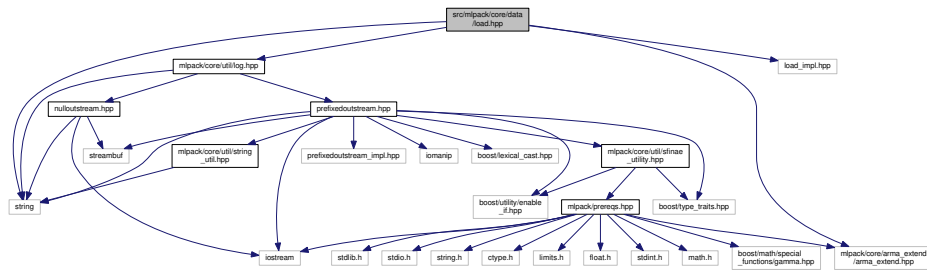 src/mlpack/core/data
/load.hpp
mlpack/core/util/log.hpp
load_impl.hpp
nulloutstream.hpp
prefixedoutstream.hpp
streambuf
mlpack/core/util/string
_util.hpp
prefixedoutstream_impl.hpp
iomanip
boost/lexical_cast.hpp
mlpack/core/util/sfinae
_utility.hpp
string
boost/utility/enable
_if.hpp
mlpack/prereqs.hpp
boost/type_traits.hpp
iostream
stdlib.h
stdio.h
string.h
ctype.h
limits.h
float.h
stdint.h
math.h
boost/math/special
_functions/gamma.hpp
mlpack/core/arma_extend
/arma_extend.hpp